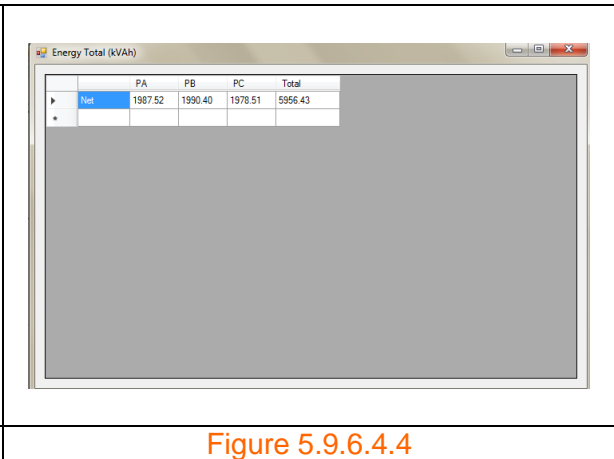 Energy Total (kVAh)
PA PB PC Total
Net 1987.52 1990.40 1978.51 5956.43
Figure 5.9.6.4.4